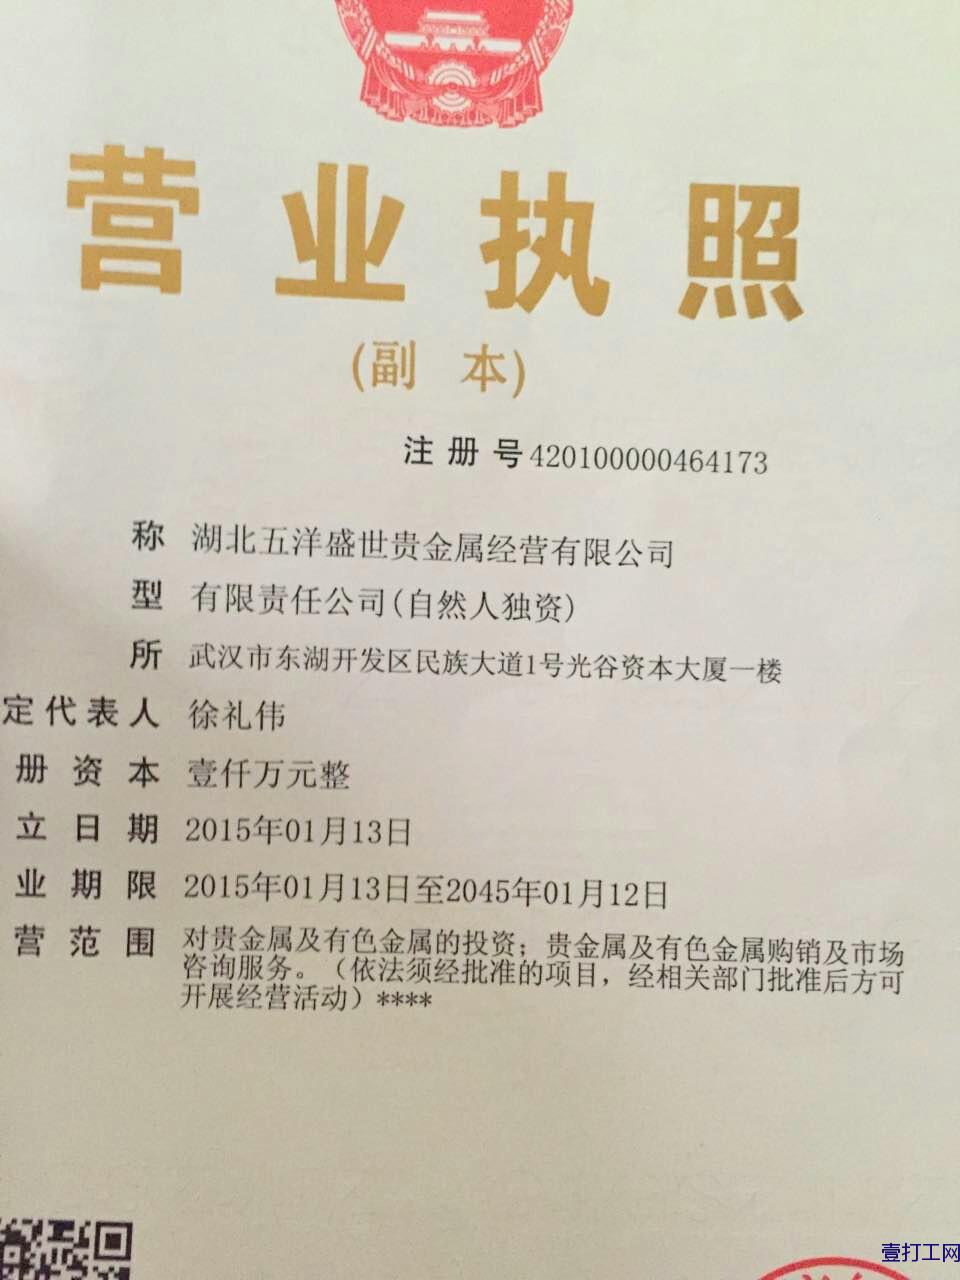 营业执照
(副 本)
注册号420100000464173
称 湖北五洋盛世贵金属经营有限公司
型 有限责任公司(自然人独资)
所 武汉市东湖开发区民族大道1号光谷资本大厦一楼
定代表人 徐礼伟
册资本 壹仟万元整
立日期 2015年01月13日
业期限 2015年01月13日至2045年01月12日
营范围 对贵金属及有色金属的投资；贵金属及有色金属购销及市场
咨询服务。（依法须经批准的项目，经相关部门批准后方可
开展经营活动）****
壹打工网